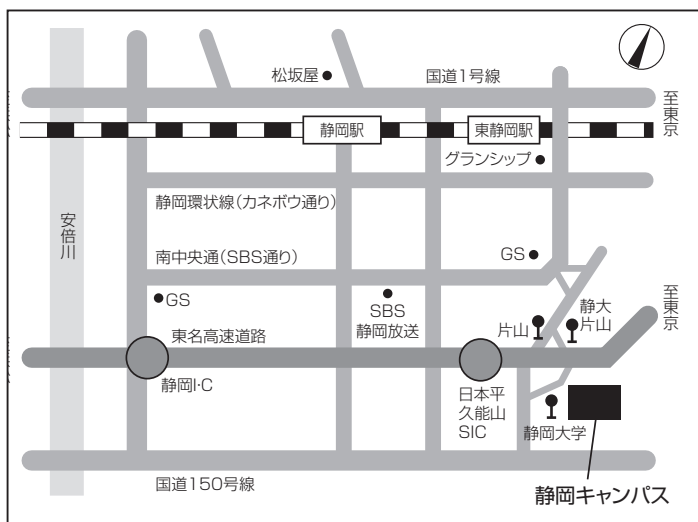 松坂屋
国道1号線
至東京
静岡駅
東静岡駅
グランシップ
静岡環状線（カネボウ通り）
安倍川
南中央通（SBS通り）
GS
GS
SBS
静岡放送
片山
静大
片山
至東京
東名高速道路
静岡I・C
日本平
久能山
SIC
静岡大学
国道150号線
静岡キャンパス